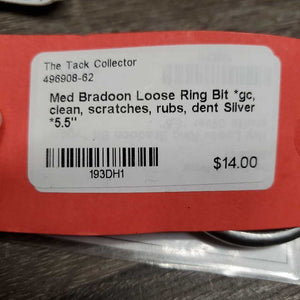 The Tack Collector
496908-62
Med Bradoon Loose Ring Bit *gc,
clean, scratches, rubs, dent Silver
*5.5"
$14.00
193DH1